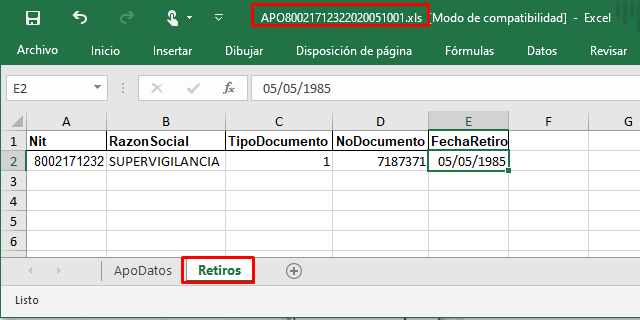 APO8002171232020051001.xls [Modo de compatibilidad] - Excel
Archivo Inicio Insertar Dibujar Disposición de página Fórmulas Datos Revisar
E2 05/05/1985
A B C D E F G
1 Nit RazonSocial TipoDocumento NoDocumento FechaRetiro
2 8002171232 SUPERVIGILANCIA 1 7187371 05/05/1985
3
4
5
6
ApoDatos Retiros
Listo